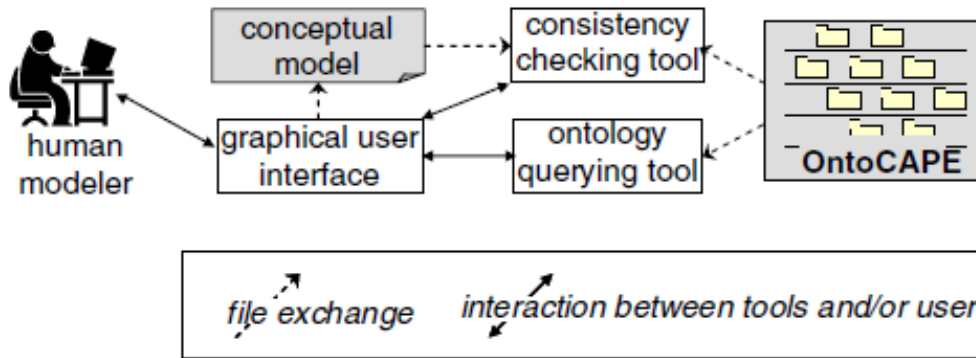 conceptual
model
consistency
checking tool
human
modeler
graphical user
interface
ontology
querying tool
OntoCAPE
file exchange
interaction between tools and/or user